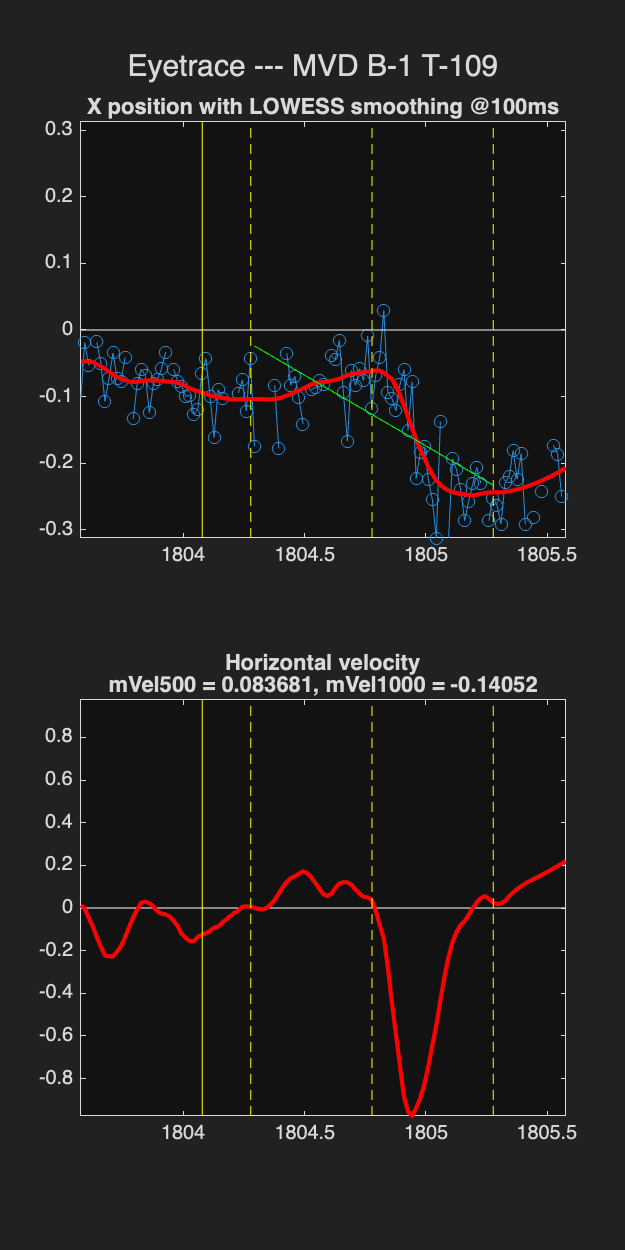 Eyetrace --- MVD B-1 T-109
X position with LOWESS smoothing @100ms
0.3
0.2
0.1
0
-0.1
-0.2
-0.3
1804 1804.5 1805 1805.5
Horizontal velocity
mVel500 = 0.083681, mVel1000 = -0.14052
0.8
0.6
0.4
0.2
0
-0.2
-0.4
-0.6
-0.8
1804 1804.5 1805 1805.5